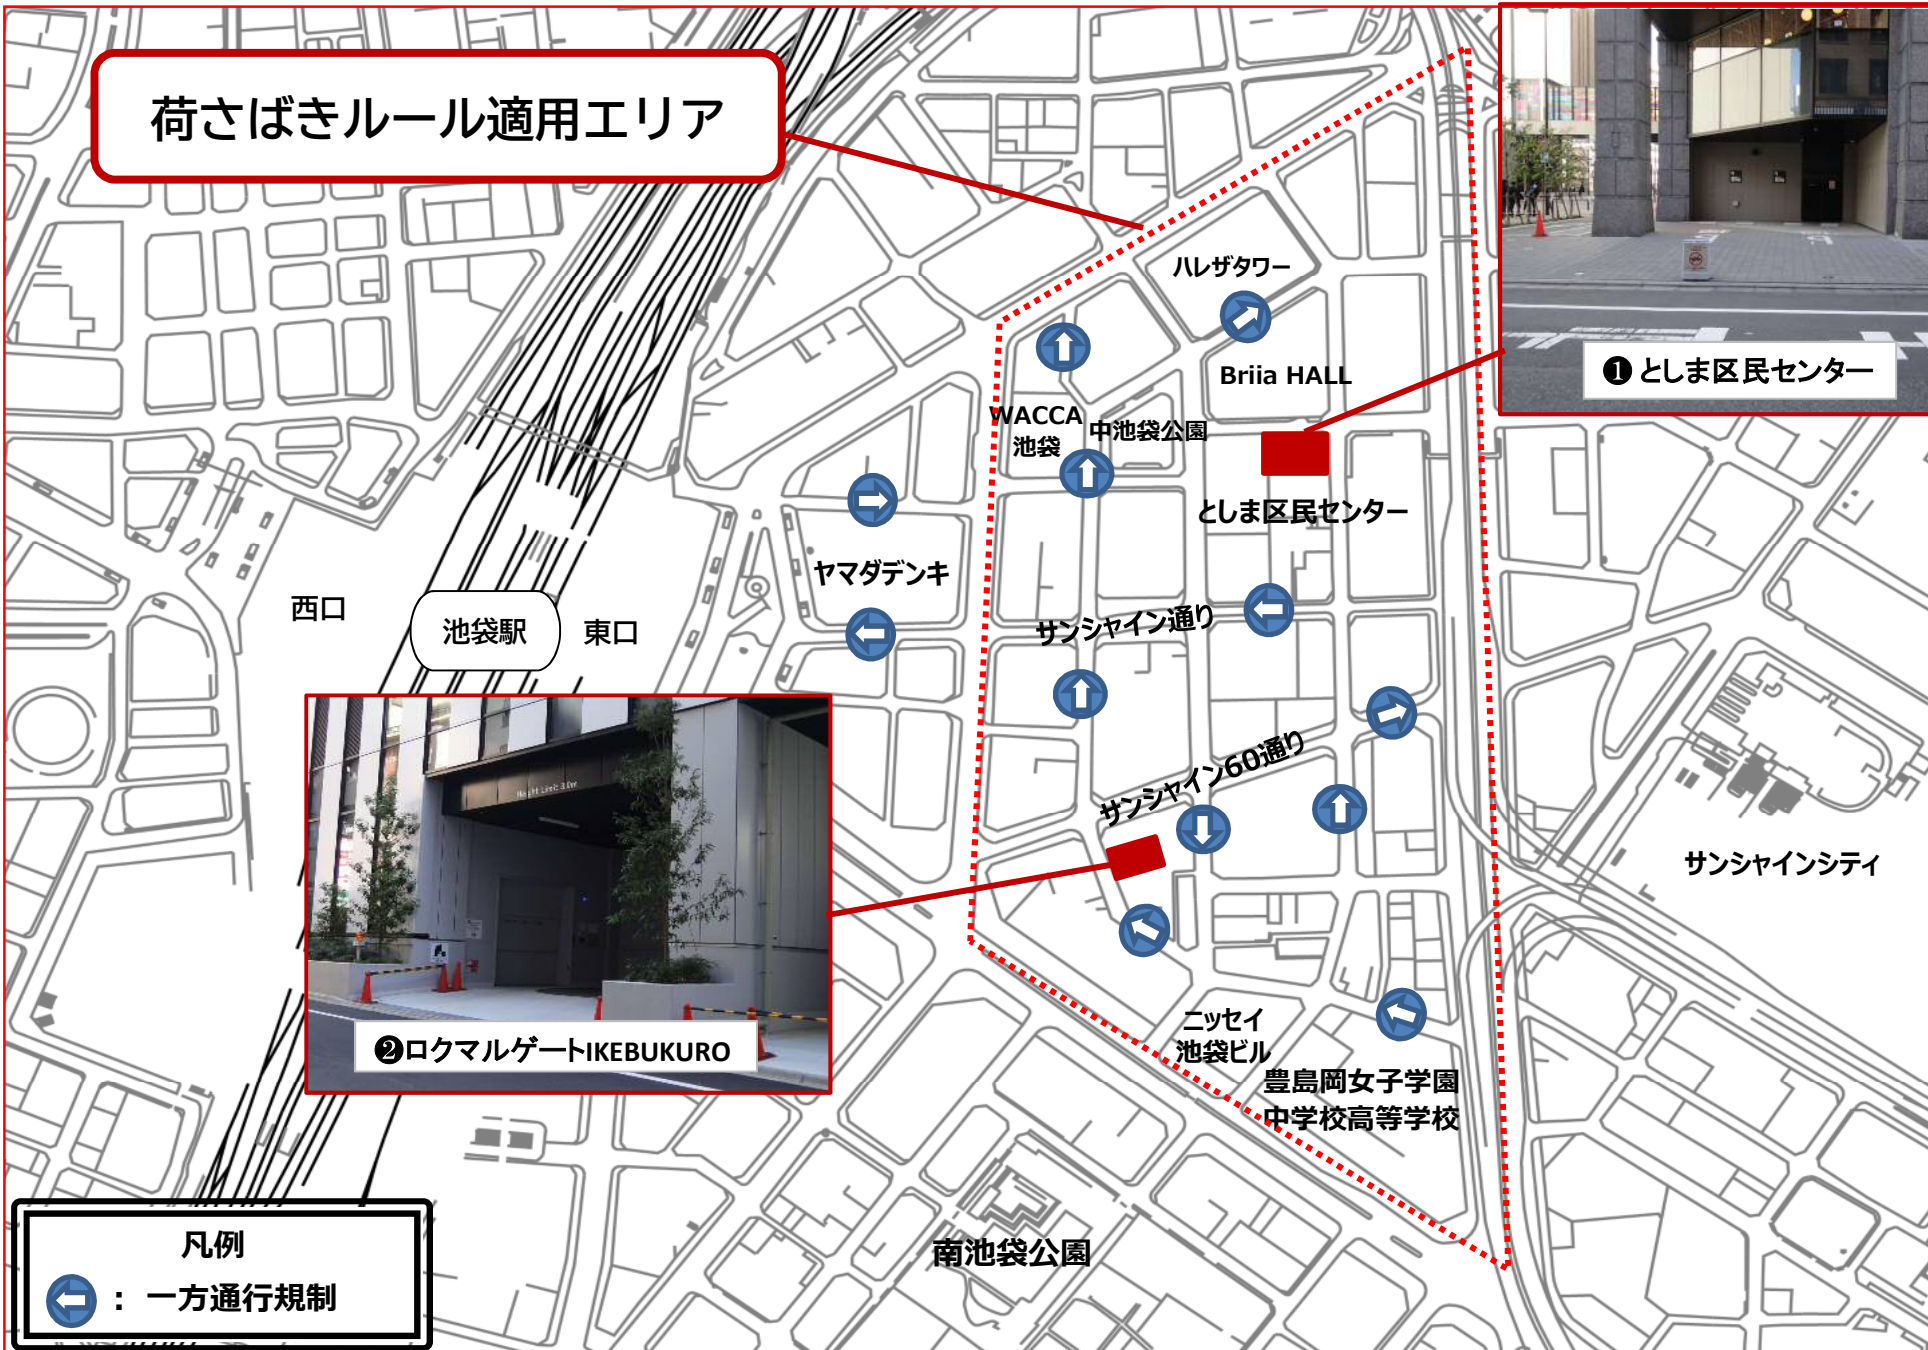 荷さばきルール適用エリア
ハレザタワー
Briia HALL
❶としま区民センター
WACCA
池袋
中池袋公園
としま区民センター
ヤマダデンキ
西口
池袋駅
東口
サンシャイン通り
サンシャイン60通り
Height Limit 3.0m
❷ロクマルゲートIKEBUKURO
サンシャインシティ
ニッセイ
池袋ビル
豊島岡女子学園
中学校高等学校
南池袋公園
凡例
：一方通行規制